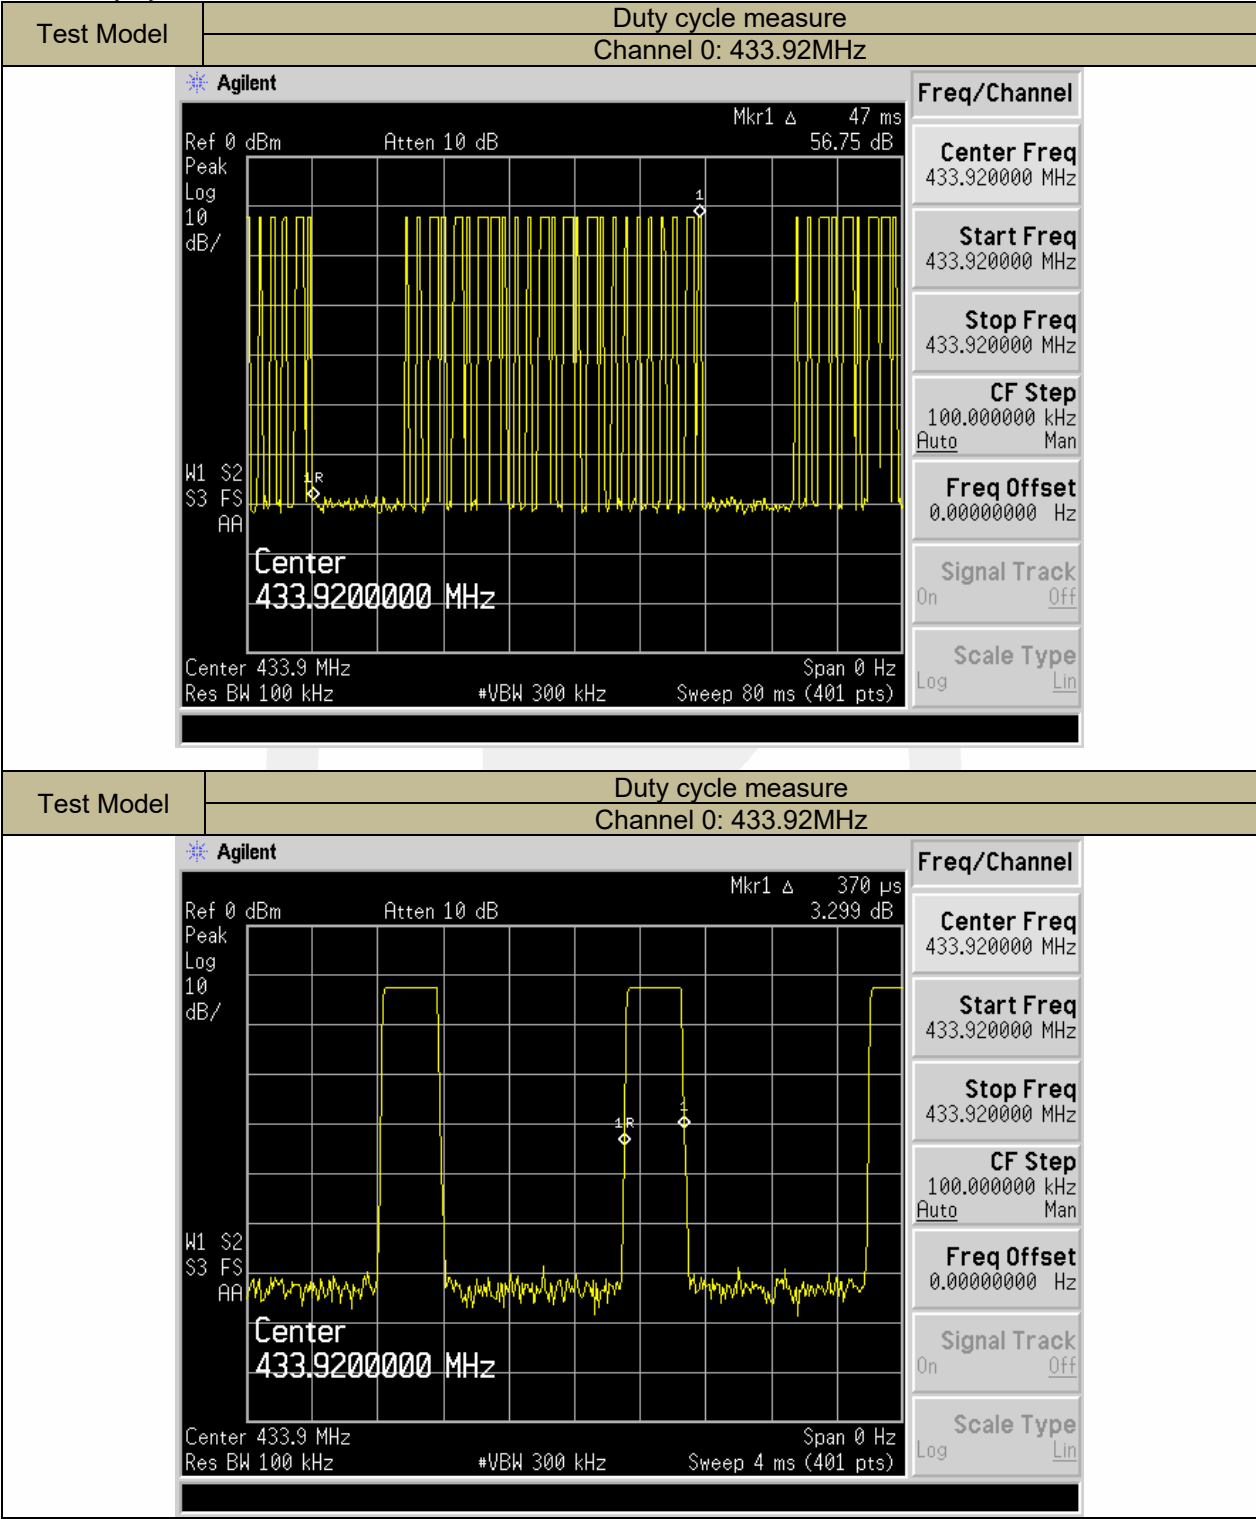 Test Model
Duty cycle measure
Channel 0: 433.92MHz
Agilent
Freq/Channel
Mkr1 Δ 47 ms
Ref 0 dBm Atten 10 dB 56.75 dB
Peak
Log
10
dB/
1
1R
W1 S2
S3 FS
AA
Center
433.9200000 MHz
Center 433.9 MHz Span 0 Hz
Res BW 100 kHz #VBW 300 kHz Sweep 80 ms (401 pts)
Center Freq
433.920000 MHz
Start Freq
433.920000 MHz
Stop Freq
433.920000 MHz
CF Step
100.000000 kHz
Auto Man
Freq Offset
0.00000000 Hz
Signal Track
On Off
Scale Type
Log Lin
Test Model
Duty cycle measure
Channel 0: 433.92MHz
Agilent
Freq/Channel
Mkr1 Δ 370 µs
Ref 0 dBm Atten 10 dB 3.299 dB
Peak
Log
10
dB/
1R
1
W1 S2
S3 FS
AA
Center
433.9200000 MHz
Center 433.9 MHz Span 0 Hz
Res BW 100 kHz #VBW 300 kHz Sweep 4 ms (401 pts)
Center Freq
433.920000 MHz
Start Freq
433.920000 MHz
Stop Freq
433.920000 MHz
CF Step
100.000000 kHz
Auto Man
Freq Offset
0.00000000 Hz
Signal Track
On Off
Scale Type
Log Lin